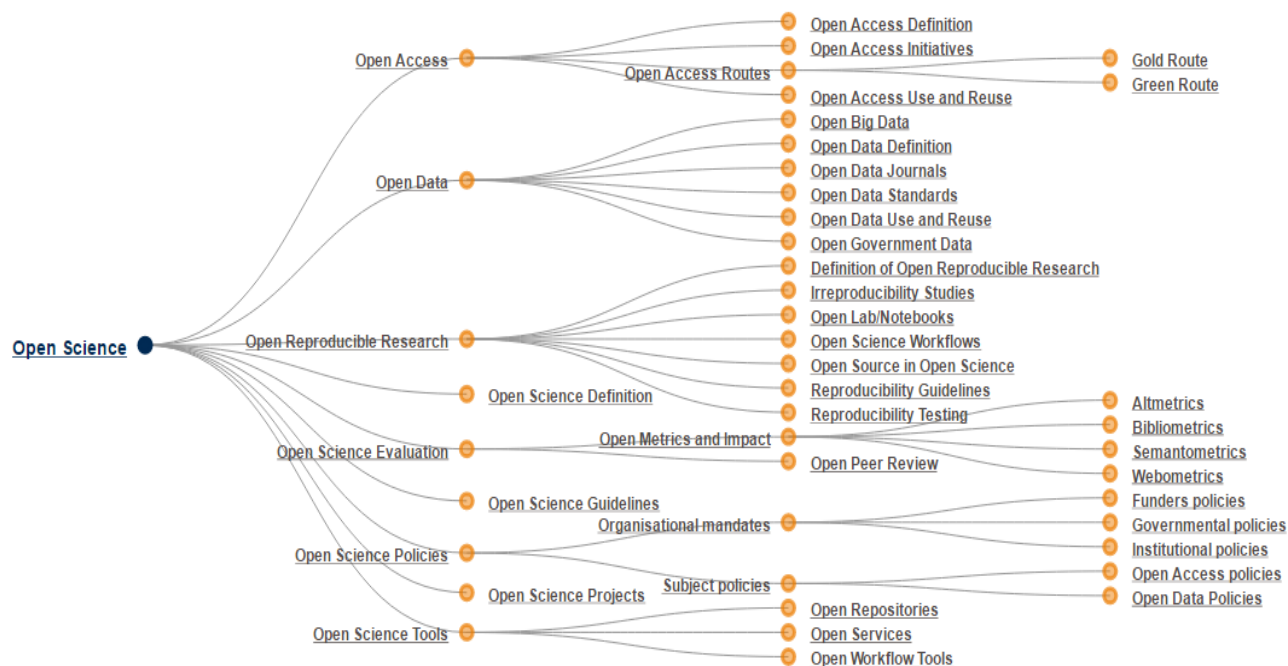 Open Science
Open Access
Open Access Definition
Open Access Initiatives
Open Access Routes
Gold Route
Green Route
Open Access Use and Reuse
Open Data
Open Big Data
Open Data Definition
Open Data Journals
Open Data Standards
Open Data Use and Reuse
Open Government Data
Open Reproducible Research
Definition of Open Reproducible Research
Irreproducibility Studies
Open Lab/Notebooks
Open Science Workflows
Open Source in Open Science
Reproducibility Guidelines
Reproducibility Testing
Open Science Definition
Open Science Evaluation
Open Metrics and Impact
Altmetrics
Bibliometrics
Semantometrics
Webometrics
Open Peer Review
Open Science Guidelines
Open Science Policies
Organisational mandates
Funders policies
Governmental policies
Institutional policies
Subject policies
Open Access policies
Open Data Policies
Open Science Projects
Open Science Tools
Open Repositories
Open Services
Open Workflow Tools